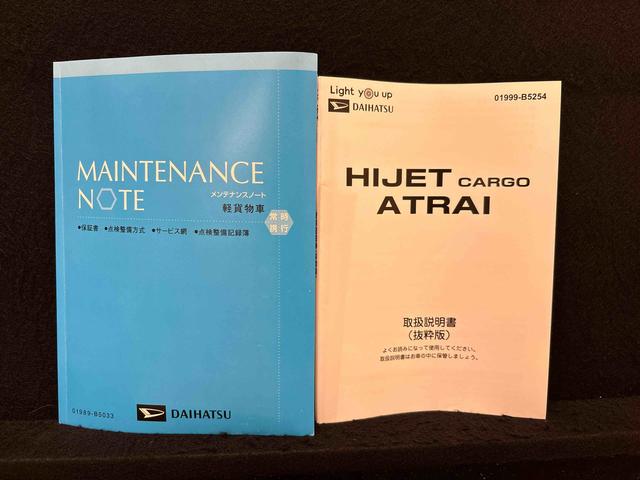 MAINTENANCE
NOTE
メンテナンスノート
軽貨物車
常時
携行
●保証書 ●点検整備方式 ●サービス網 ●点検整備記録簿
01989-B5033
DAIHATSU
Light you up
DAIHATSU
01999-B5254
HIJET CARGO
ATRAI
取扱説明書
(抜粋版)
よくお読みになって使用してください。
取扱説明書はお車の中に保管しましょう。